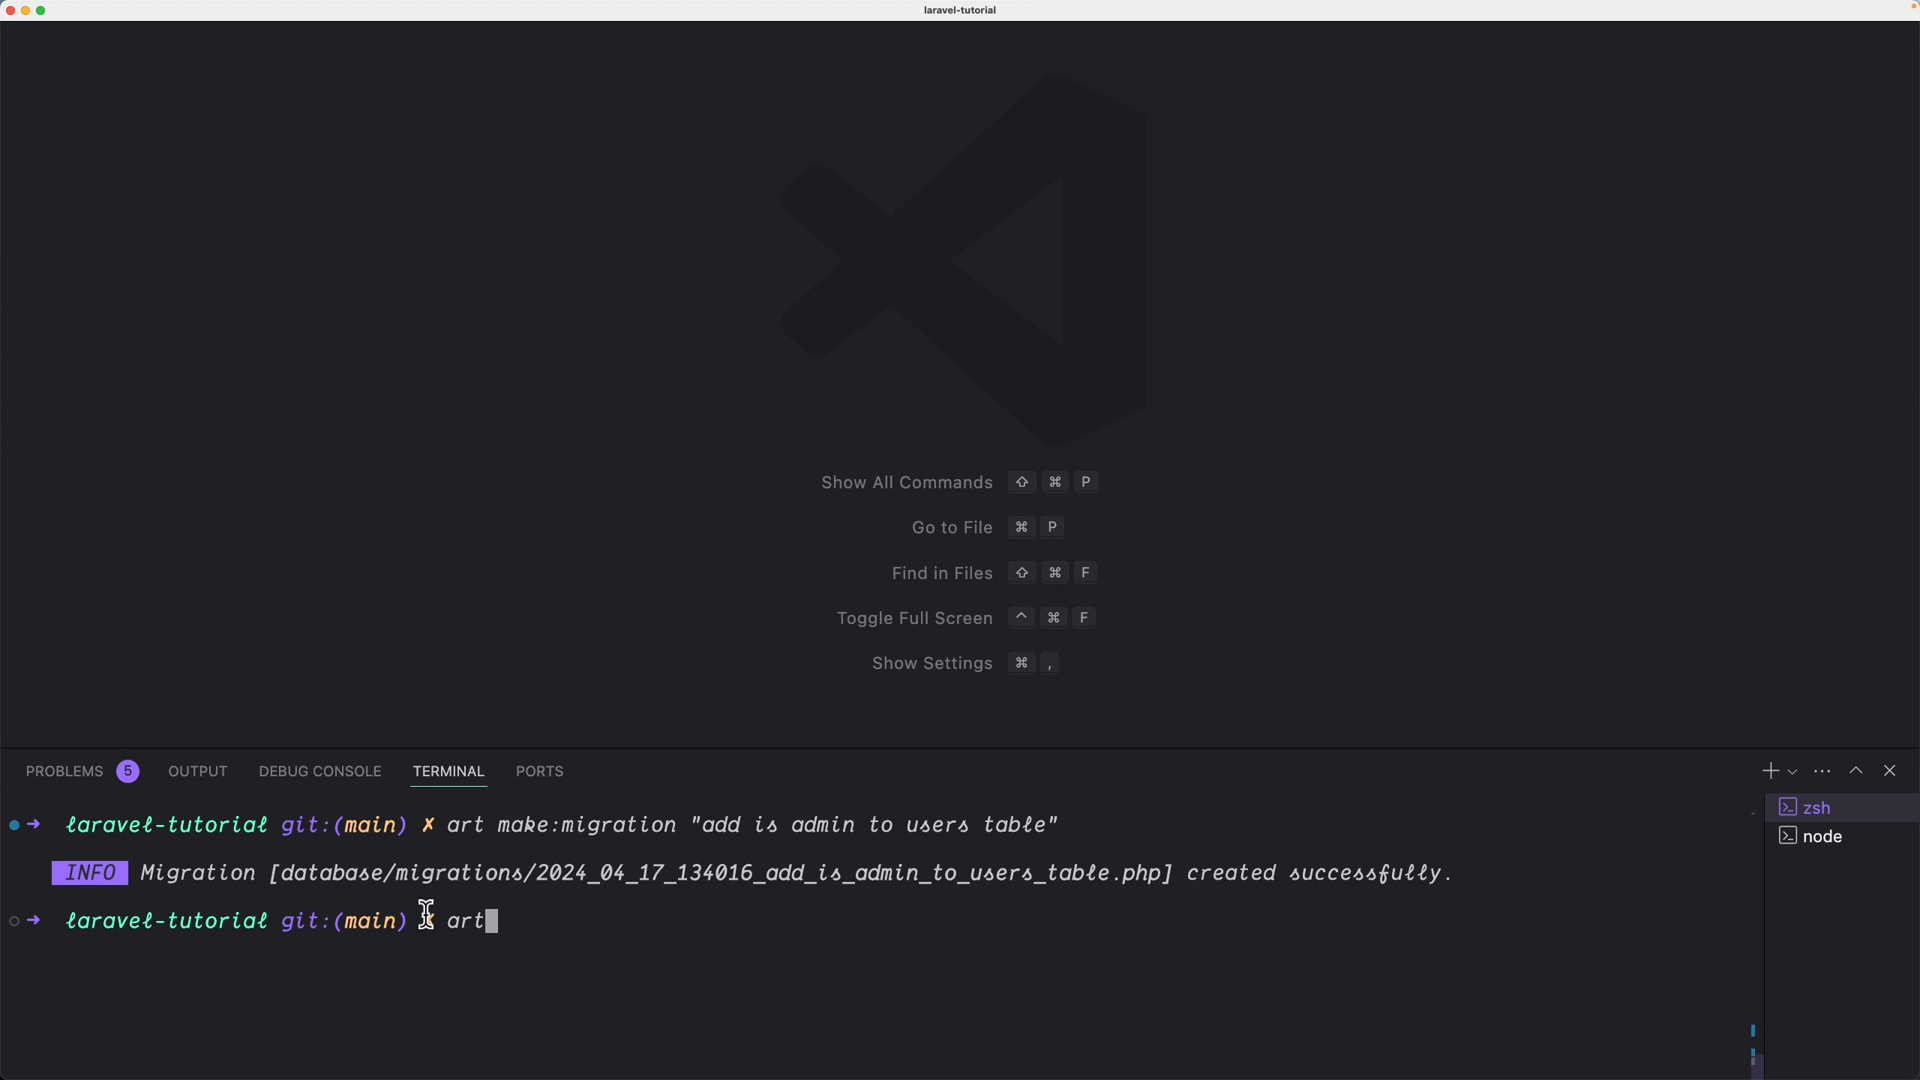 laravel-tutorial
Show All Commands ⇧ ⌘ P
Go to File ⌘ P
Find in Files ⇧ ⌘ F
Toggle Full Screen ^ ⌘ F
Show Settings ⌘ ,
PROBLEMS 5 OUTPUT DEBUG CONSOLE TERMINAL PORTS
➜ laravel-tutorial git:(main) ✗ art make:migration "add is admin to users table"
INFO Migration [database/migrations/2024_04_17_134016_add_is_admin_to_users_table.php] created successfully.
➜ laravel-tutorial git:(main) ✗ art
zsh
node